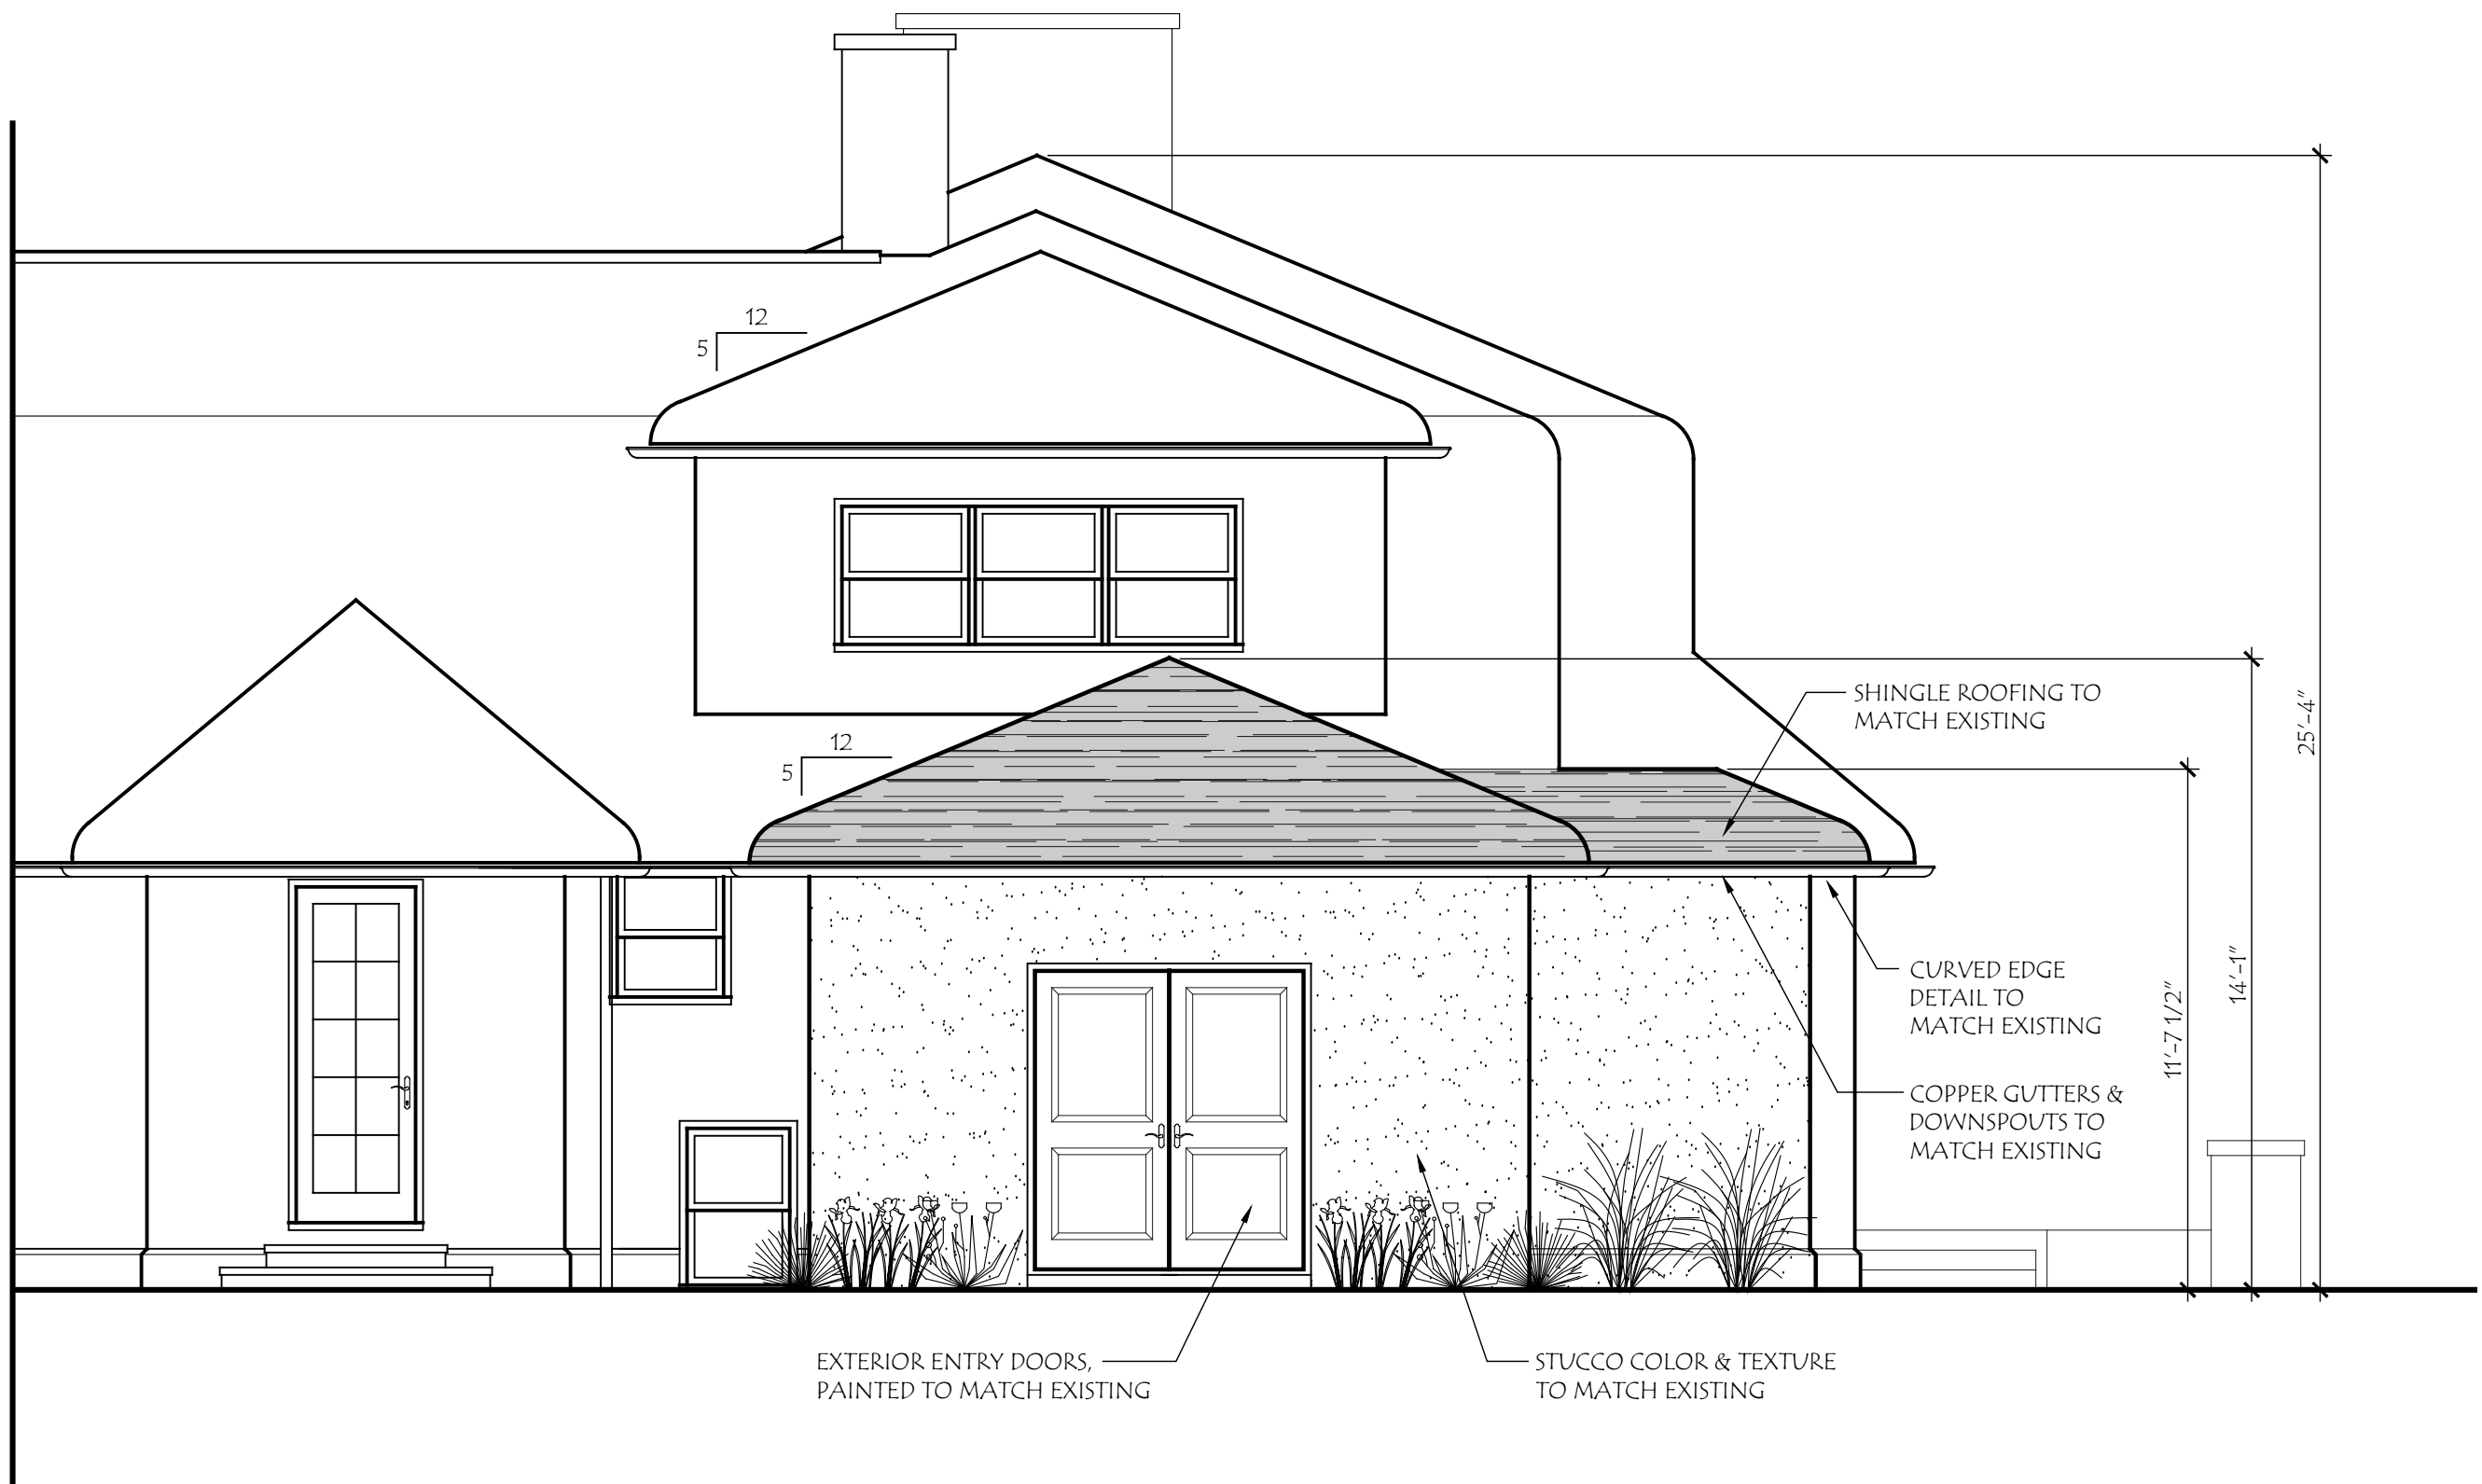 12
5
12
5
SHINGLE ROOFING TO
MATCH EXISTING
25'-4"
14'-1"
11'-7 1/2"
CURVED EDGE
DETAIL TO
MATCH EXISTING
COPPER GUTTERS &
DOWNSPOUTS TO
MATCH EXISTING
EXTERIOR ENTRY DOORS,
PAINTED TO MATCH EXISTING
STUCCO COLOR & TEXTURE
TO MATCH EXISTING